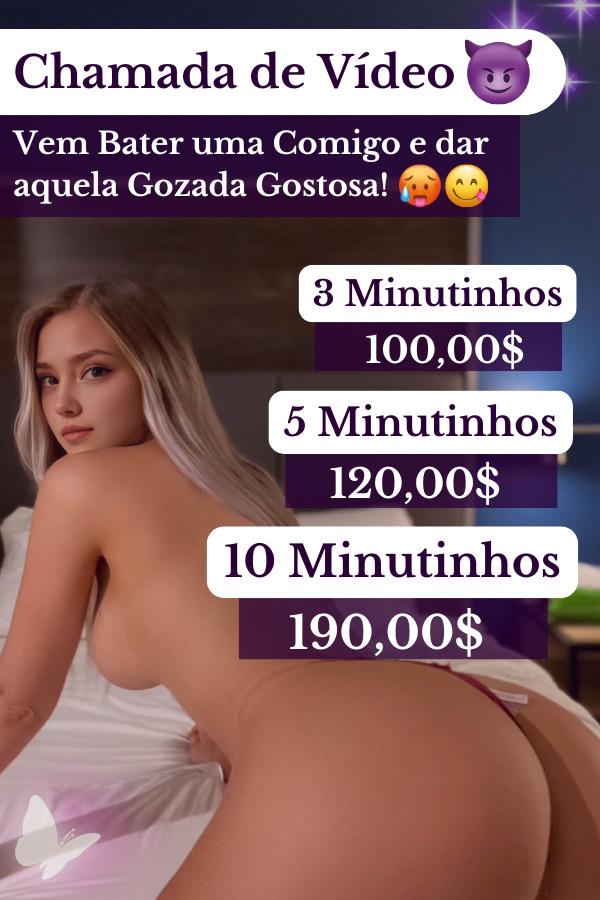 Chamada de Vídeo 😈
Vem Bater uma Comigo e dar
aquela Gozada Gostosa! 🥵😋
3 Minutinhos
100,00$
5 Minutinhos
120,00$
10 Minutinhos
190,00$